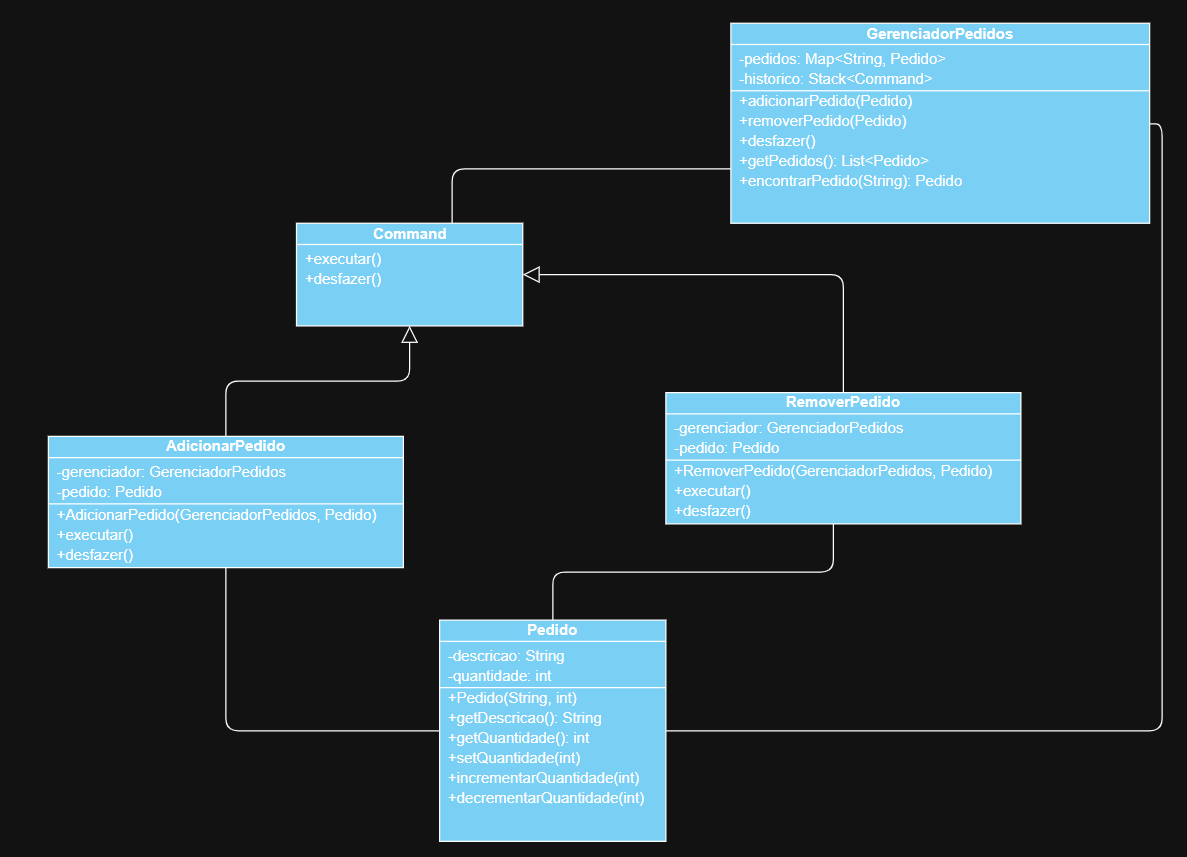 GerenciadorPedidos
-pedidos: Map<String, Pedido>
-historico: Stack<Command>
+adicionarPedido(Pedido)
+removerPedido(Pedido)
+desfazer()
+getPedidos(): List<Pedido>
+encontrarPedido(String): Pedido
Command
+executar()
+desfazer()
RemoverPedido
-gerenciador: GerenciadorPedidos
-pedido: Pedido
+RemoverPedido(GerenciadorPedidos, Pedido)
+executar()
+desfazer()
AdicionarPedido
-gerenciador: GerenciadorPedidos
-pedido: Pedido
+AdicionarPedido(GerenciadorPedidos, Pedido)
+executar()
+desfazer()
Pedido
-descricao: String
-quantidade: int
+Pedido(String, int)
+getDescricao(): String
+getQuantidade(): int
+setQuantidade(int)
+incrementarQuantidade(int)
+decrementarQuantidade(int)